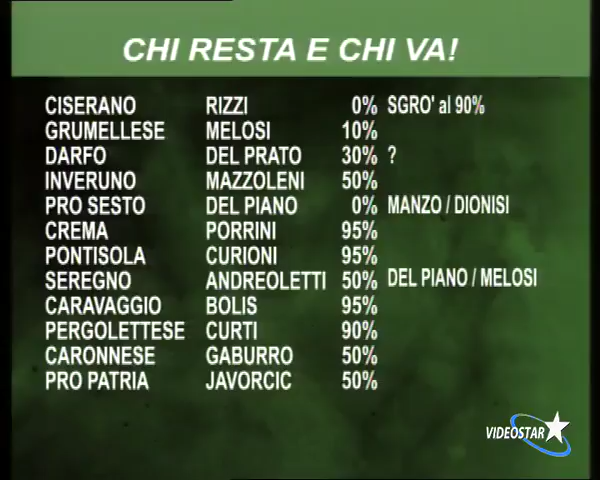 CHI RESTA E CHI VA!
CISERANO RIZZI 0% SGRO' al 90%
GRUMELLESE MELOSI 10%
DARFO DEL PRATO 30% ?
INVERUNO MAZZOLENI 50%
PRO SESTO DEL PIANO 0% MANZO / DIONISI
CREMA PORRINI 95%
PONTISOLA CURIONI 95%
SEREGNO ANDREOLETTI 50% DEL PIANO / MELOSI
CARAVAGGIO BOLIS 95%
PERGOLETTESE CURTI 90%
CARONNESE GABURRO 50%
PRO PATRIA JAVORCIC 50%
VIDEOSTAR